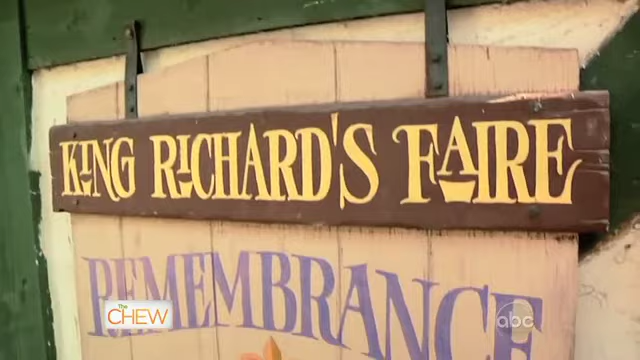 KING RICHARD'S FAIRE
REMEMBRANCE
The
CHEW
abc